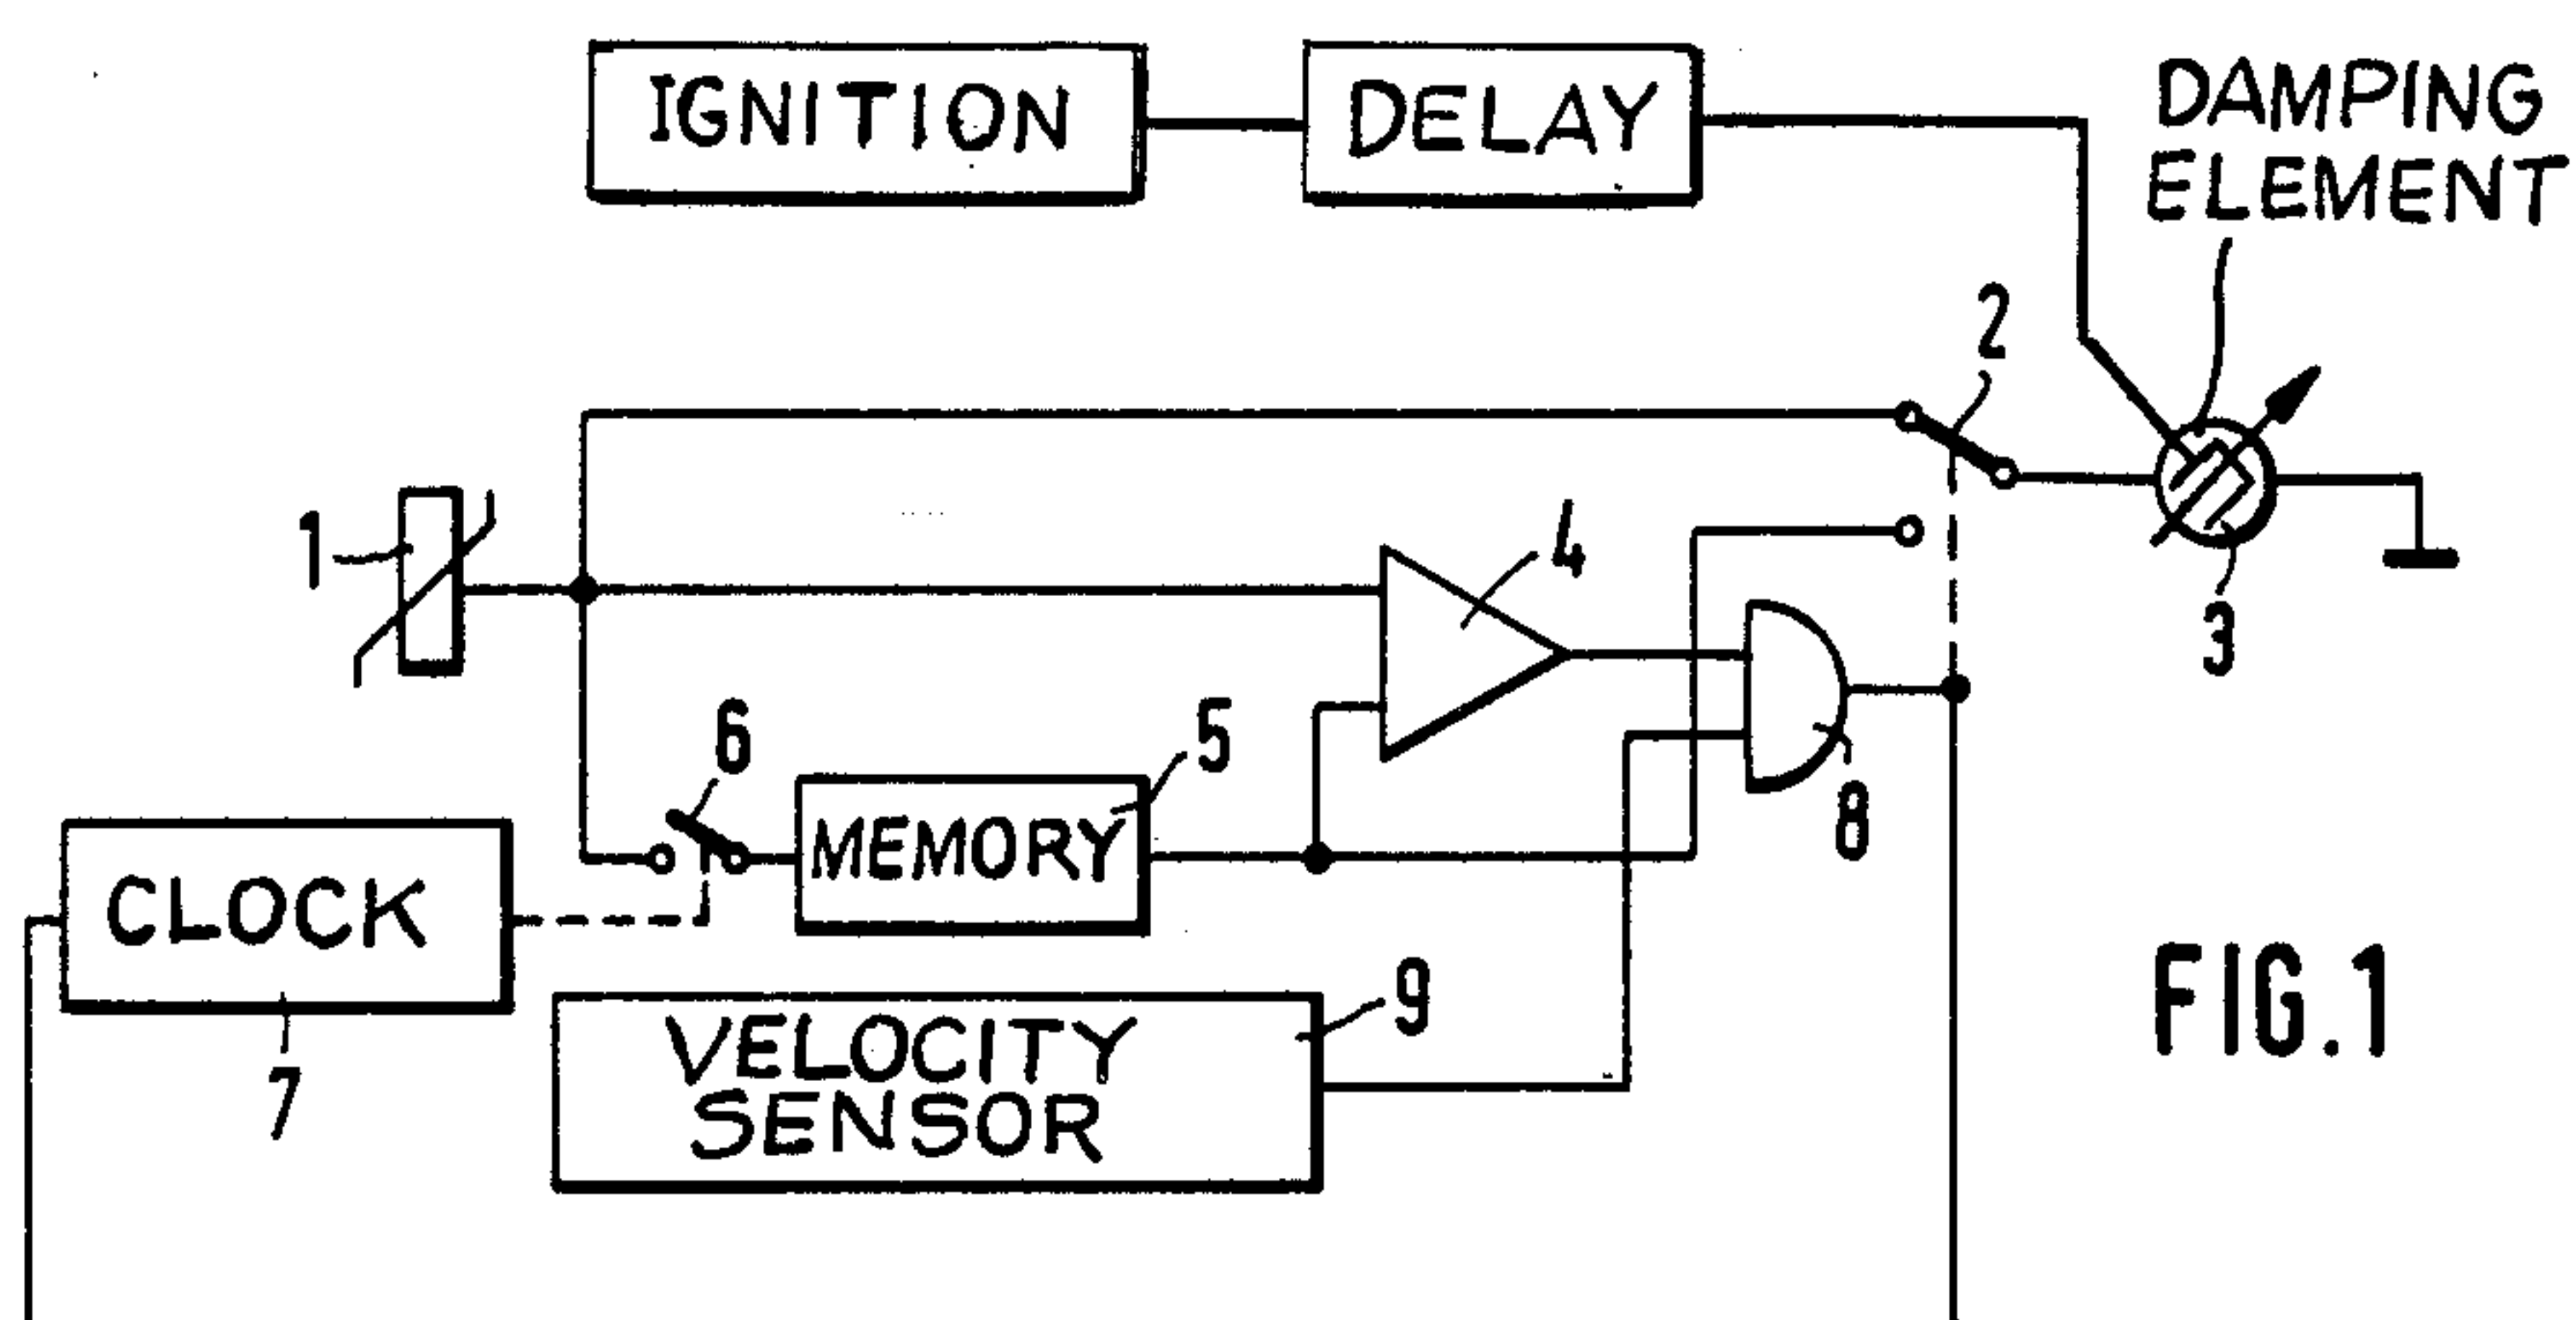 IGNITION
DELAY
DAMPING
ELEMENT
2
1
4
3
6
5
8
MEMORY
CLOCK
7
9
VELOCITY
SENSOR
FIG.1